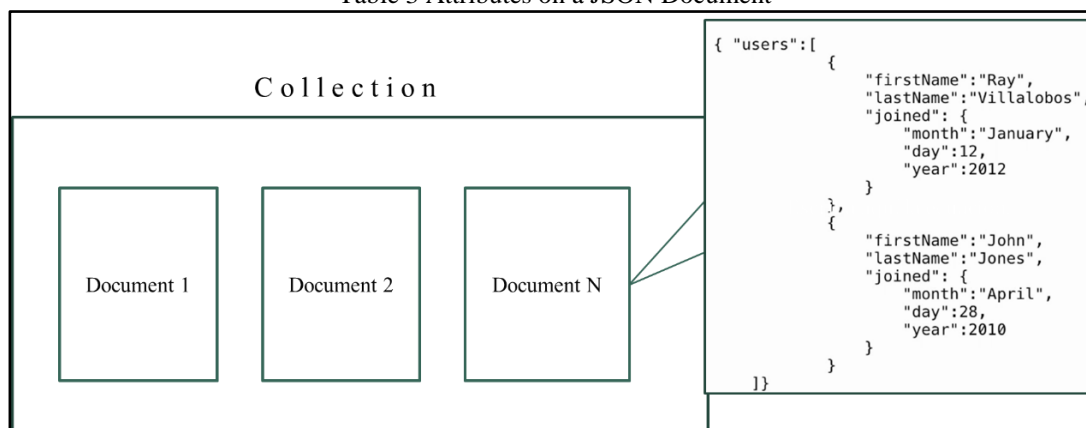 Table 3 Attributes on a JSON Document
Collection
Document 1
Document 2
Document N
{ "users":[
{
"firstName":"Ray",
"lastName":"Villalobos",
"joined": {
"month":"January",
"day":12,
"year":2012
}
},
{
"firstName":"John",
"lastName":"Jones",
"joined": {
"month":"April",
"day":28,
"year":2010
}
}
]}